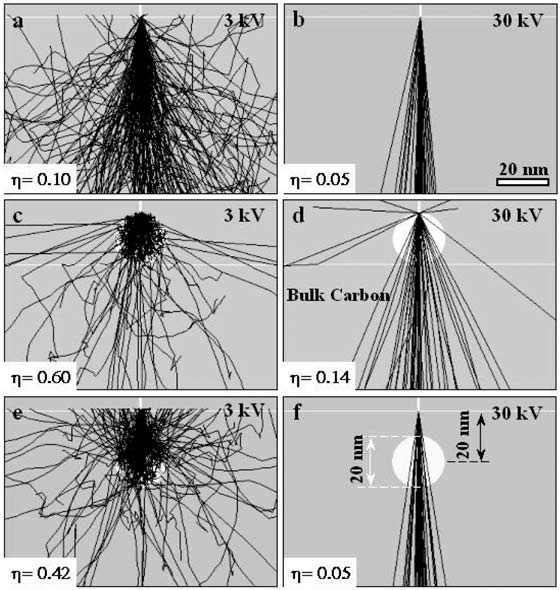 a 3 kV
η= 0.10
b 30 kV
η= 0.05
20 nm
c 3 kV
η= 0.60
d 30 kV
Bulk Carbon
η= 0.14
e 3 kV
η= 0.42
f 30 kV
20 nm
20 nm
η= 0.05